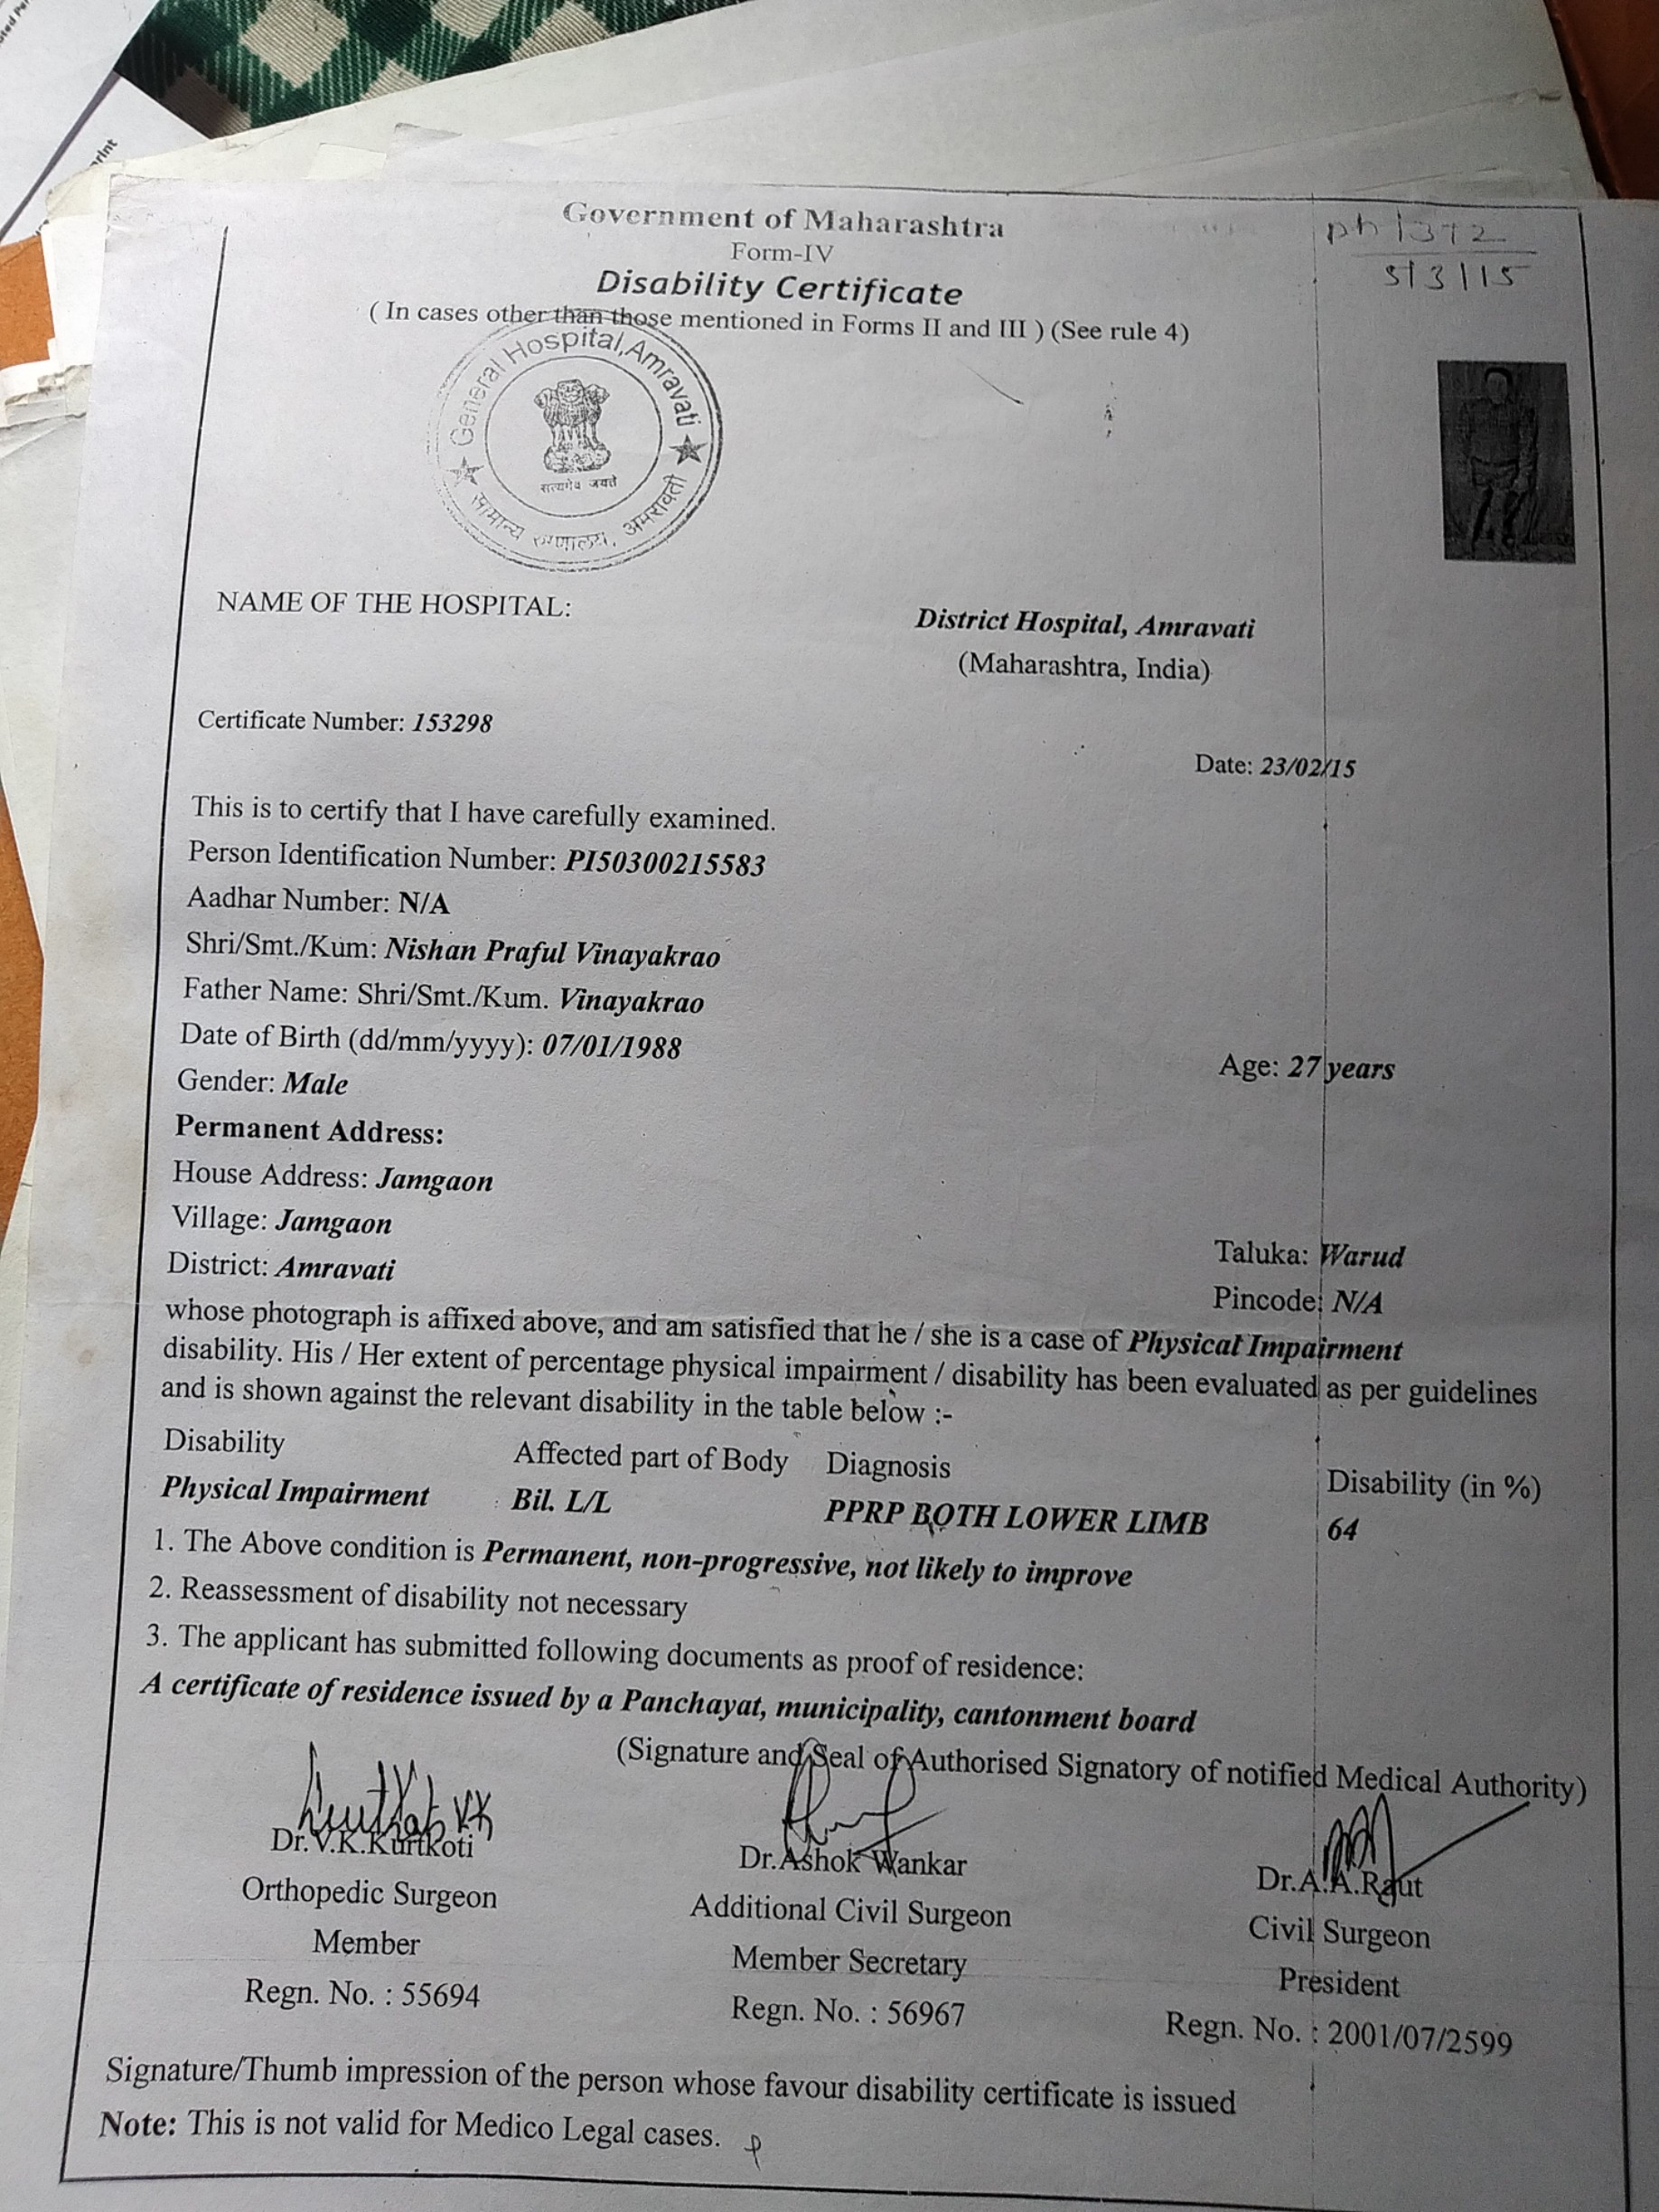 Government of Maharashtra
Form-IV
Disability Certificate
( In cases other than those mentioned in Forms II and III ) (See rule 4)
ph 1372
5/3/15
General Hospital, Amravati
सत्यमेव जयते
सामान्य रुग्णालय, अमरावती
NAME OF THE HOSPITAL: District Hospital, Amravati
(Maharashtra, India)
Certificate Number: 153298
Date: 23/02/15
This is to certify that I have carefully examined.
Person Identification Number: PI50300215583
Aadhar Number: N/A
Shri/Smt./Kum: Nishan Praful Vinayakrao
Father Name: Shri/Smt./Kum. Vinayakrao
Date of Birth (dd/mm/yyyy): 07/01/1988 Age: 27 years
Gender: Male
Permanent Address:
House Address: Jamgaon
Village: Jamgaon Taluka: Warud
District: Amravati Pincode: N/A
whose photograph is affixed above, and am satisfied that he / she is a case of Physical Impairment
disability. His / Her extent of percentage physical impairment / disability has been evaluated as per guidelines
and is shown against the relevant disability in the table below :-
Disability Affected part of Body Diagnosis Disability (in %)
Physical Impairment : Bil. L/L PPRP BOTH LOWER LIMB 64
1. The Above condition is Permanent, non-progressive, not likely to improve
2. Reassessment of disability not necessary
3. The applicant has submitted following documents as proof of residence:
A certificate of residence issued by a Panchayat, municipality, cantonment board
(Signature and Seal of Authorised Signatory of notified Medical Authority)
Dr.V.K.Kurtkoti Dr.Ashok Wankar Dr.A.A.Raut
Orthopedic Surgeon Additional Civil Surgeon Civil Surgeon
Member Member Secretary President
Regn. No. : 55694 Regn. No. : 56967 Regn. No. : 2001/07/2599
Signature/Thumb impression of the person whose favour disability certificate is issued
Note: This is not valid for Medico Legal cases.